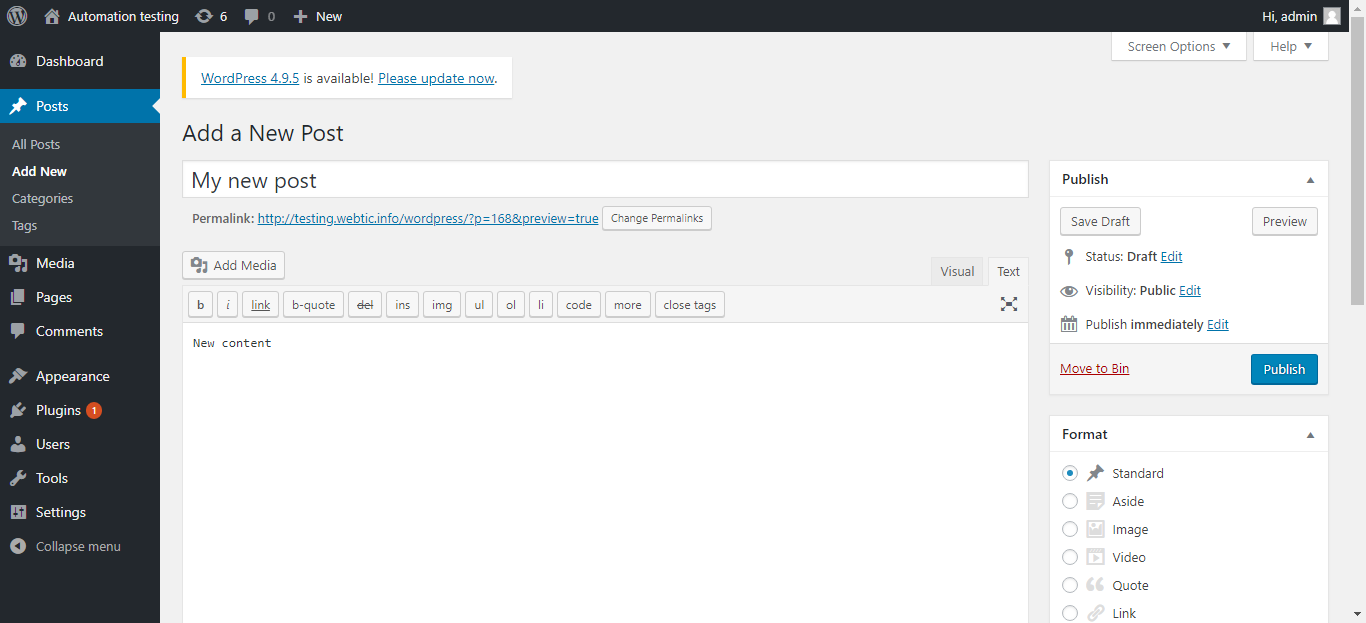 Automation testing 6 0 New Hi, admin
Screen Options Help
Dashboard
Posts
All Posts
Add New
Categories
Tags
Media
Pages
Comments
Appearance
Plugins 1
Users
Tools
Settings
Collapse menu
WordPress 4.9.5 is available! Please update now.
Add a New Post
My new post
Permalink: http://testing.webtic.info/wordpress/?p=168&preview=true Change Permalinks
Add Media
Visual Text
b i link b-quote del ins img ul ol li code more close tags
New content
Publish
Save Draft Preview
Status: Draft Edit
Visibility: Public Edit
Publish immediately Edit
Move to Bin Publish
Format
Standard
Aside
Image
Video
Quote
Link